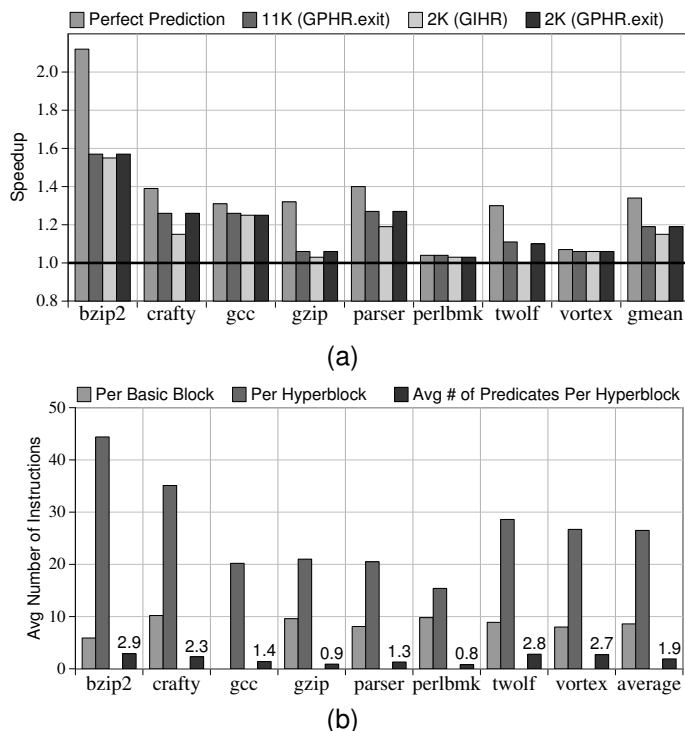 Perfect Prediction 11K (GPHR.exit) 2K (GIHR) 2K (GPHR.exit)
2.0
1.8
1.6
1.4
1.2
1.0
0.8
Speedup
bzip2 crafty gcc gzip parser perlbmk twolf vortex gmean
(a)
Per Basic Block Per Hyperblock Avg # of Predicates Per Hyperblock
50
40
30
20
10
0
Avg Number of Instructions
2.9 2.3 1.4 0.9 1.3 0.8 2.8 2.7 1.9
bzip2 crafty gcc gzip parser perlbmk twolf vortex average
(b)